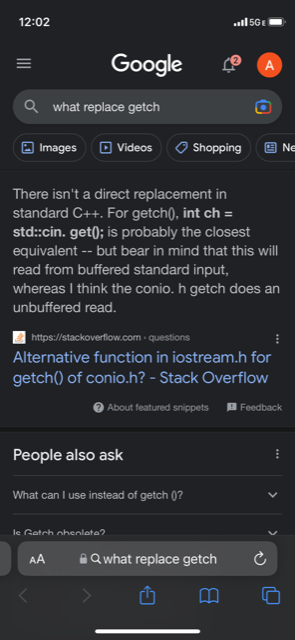 12:02
5GE
Google
2
A
what replace getch
Images
Videos
Shopping
Ne
There isn't a direct replacement in
standard C++. For getch(), int ch =
std::cin. get(); is probably the closest
equivalent -- but bear in mind that this will
read from buffered standard input,
whereas I think the conio. h getch does an
unbuffered read.
https://stackoverflow.com › questions
Alternative function in iostream.h for
getch() of conio.h? - Stack Overflow
About featured snippets
Feedback
People also ask
What can I use instead of getch ()?
Is Getch obsolete?
AA
what replace getch